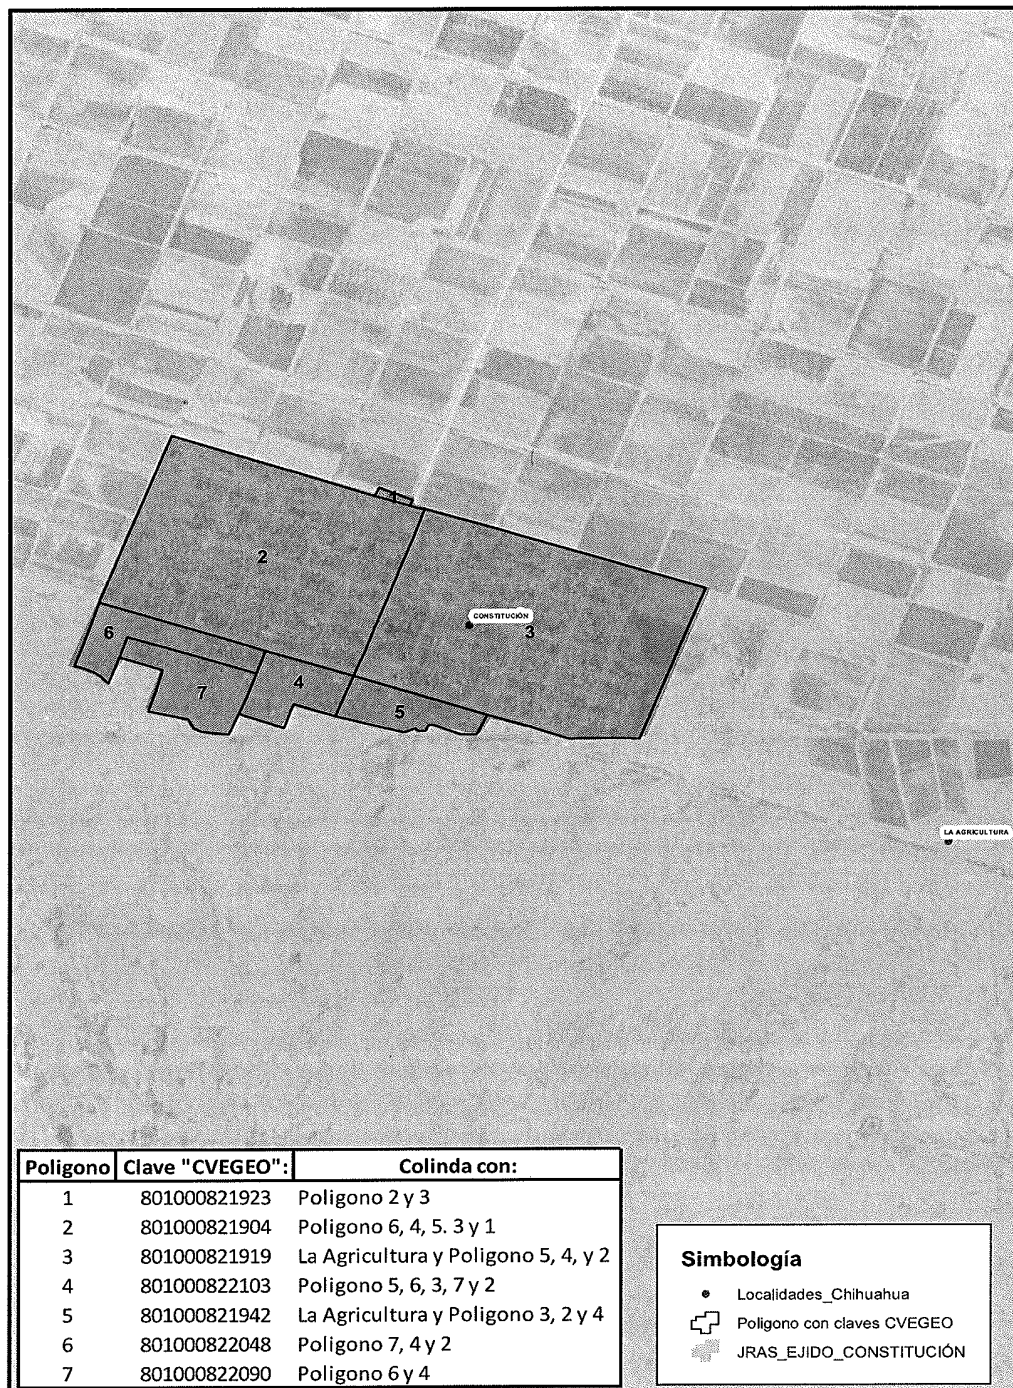 1
2
CONSTITUCIÓN
3
6
7
4
5
LA AGRICULTURA
Poligono Clave "CVEGEO": Colinda con:
1 801000821923 Poligono 2 y 3
2 801000821904 Poligono 6, 4, 5. 3 y 1
3 801000821919 La Agricultura y Poligono 5, 4, y 2
4 801000822103 Poligono 5, 6, 3, 7 y 2
5 801000821942 La Agricultura y Poligono 3, 2 y 4
6 801000822048 Poligono 7, 4 y 2
7 801000822090 Poligono 6 y 4
Simbología
Localidades_Chihuahua
Poligono con claves CVEGEO
JRAS_EJIDO_CONSTITUCIÓN